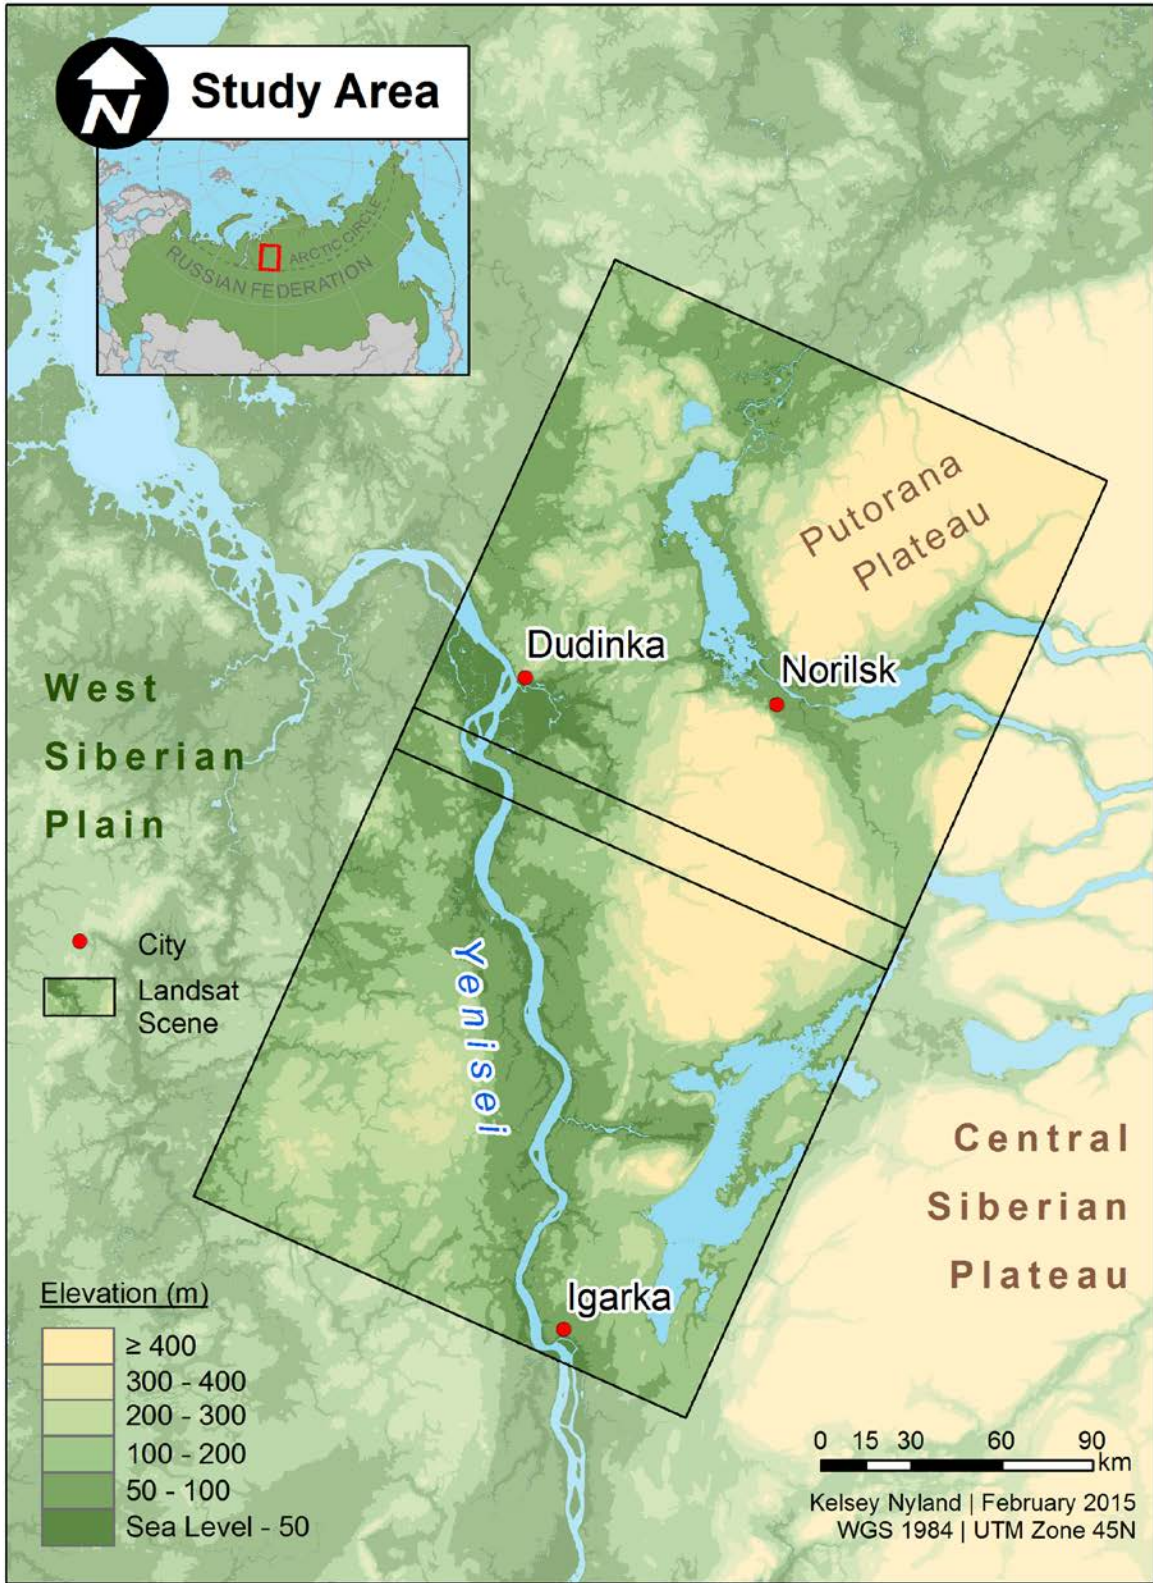 N
Study Area
ARCTIC CIRCLE
RUSSIAN FEDERATION
Putorana
Plateau
Dudinka
Norilsk
West
Siberian
Plain
City
Landsat
Scene
Yenisei
Central
Siberian
Plateau
Igarka
Elevation (m)
≥ 400
300 - 400
200 - 300
100 - 200
50 - 100
Sea Level - 50
0 15 30 60 90
km
Kelsey Nyland | February 2015
WGS 1984 | UTM Zone 45N